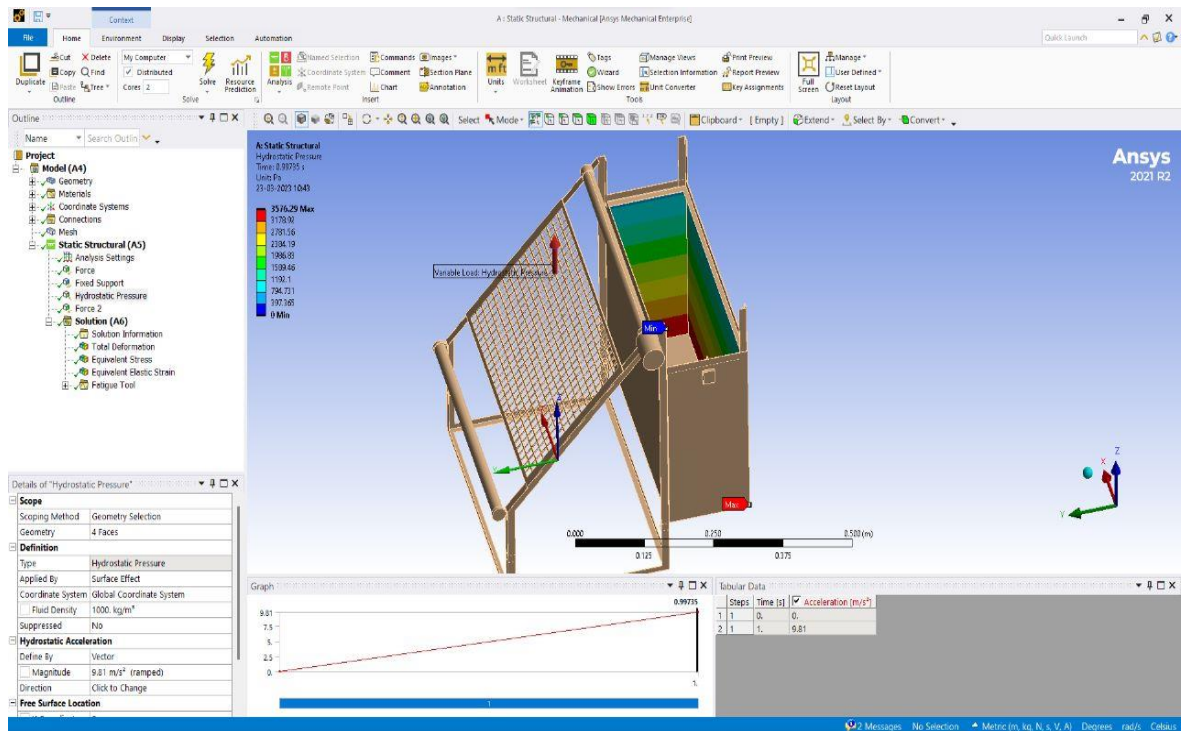 Context
A : Static Structural - Mechanical [Ansys Mechanical Enterprise]
File Home Environment Display Selection Automation
Quick Launch
Duplicate Cut Copy Paste Delete Find Tree
Outline
My Computer
Distributed
Cores 2
Solve Resource Prediction
Solve
Analysis Named Selection Coordinate System Remote Point Commands Comment Chart Images Section Plane Annotation
Insert
Units Worksheet Keyframe Animation Tags Wizard Show Errors Manage Views Selection Information Unit Converter Print Preview Report Preview Key Assignments
Tools
Full Screen Manage User Defined Reset Layout
Layout
Outline
Name Search Outlin
Project
Model (A4)
Geometry
Materials
Coordinate Systems
Connections
Mesh
Static Structural (A5)
Analysis Settings
Force
Fixed Support
Hydrostatic Pressure
Force 2
Solution (A6)
Solution Information
Total Deformation
Equivalent Stress
Equivalent Elastic Strain
Fatigue Tool
Select Mode Clipboard [ Empty ] Extend Select By Convert
A: Static Structural
Hydrostatic Pressure
Unit: Pa
23-03-2023 10:43
3576.29 Max
3178.92
2781.56
2384.19
1986.83
1589.46
1192.1
794.731
397.365
0 Min
Ansys
2021 R2
Variable Load: Hydrostatic Pressure
Min
Max
0.000 0.250 0.500 (m)
0.125 0.375
Z
X
Y
Details of "Hydrostatic Pressure"
Scope
Scoping Method Geometry Selection
Geometry 4 Faces
Definition
Type Hydrostatic Pressure
Applied By Surface Effect
Coordinate System Global Coordinate System
Fluid Density 1000. kg/m³
Suppressed No
Hydrostatic Acceleration
Define By Vector
Magnitude 9.81 m/s² (ramped)
Direction Click to Change
Free Surface Location
Graph
0.99735
9.81
7.5
5.
2.5
0.
1.
1
Tabular Data
Steps Time [s] Acceleration [m/s²]
1 1 0. 0.
2 1 1. 9.81
2 Messages No Selection Metric (m, kg, N, s, V, A) Degrees rad/s Celsius